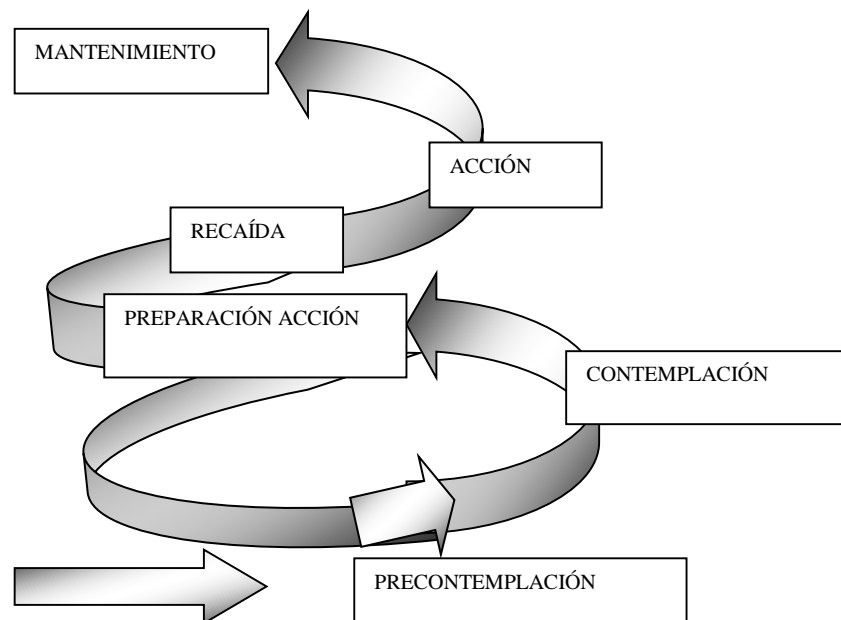 MANTENIMIENTO
ACCIÓN
RECAÍDA
PREPARACIÓN ACCIÓN
CONTEMPLACIÓN
PRECONTEMPLACIÓN